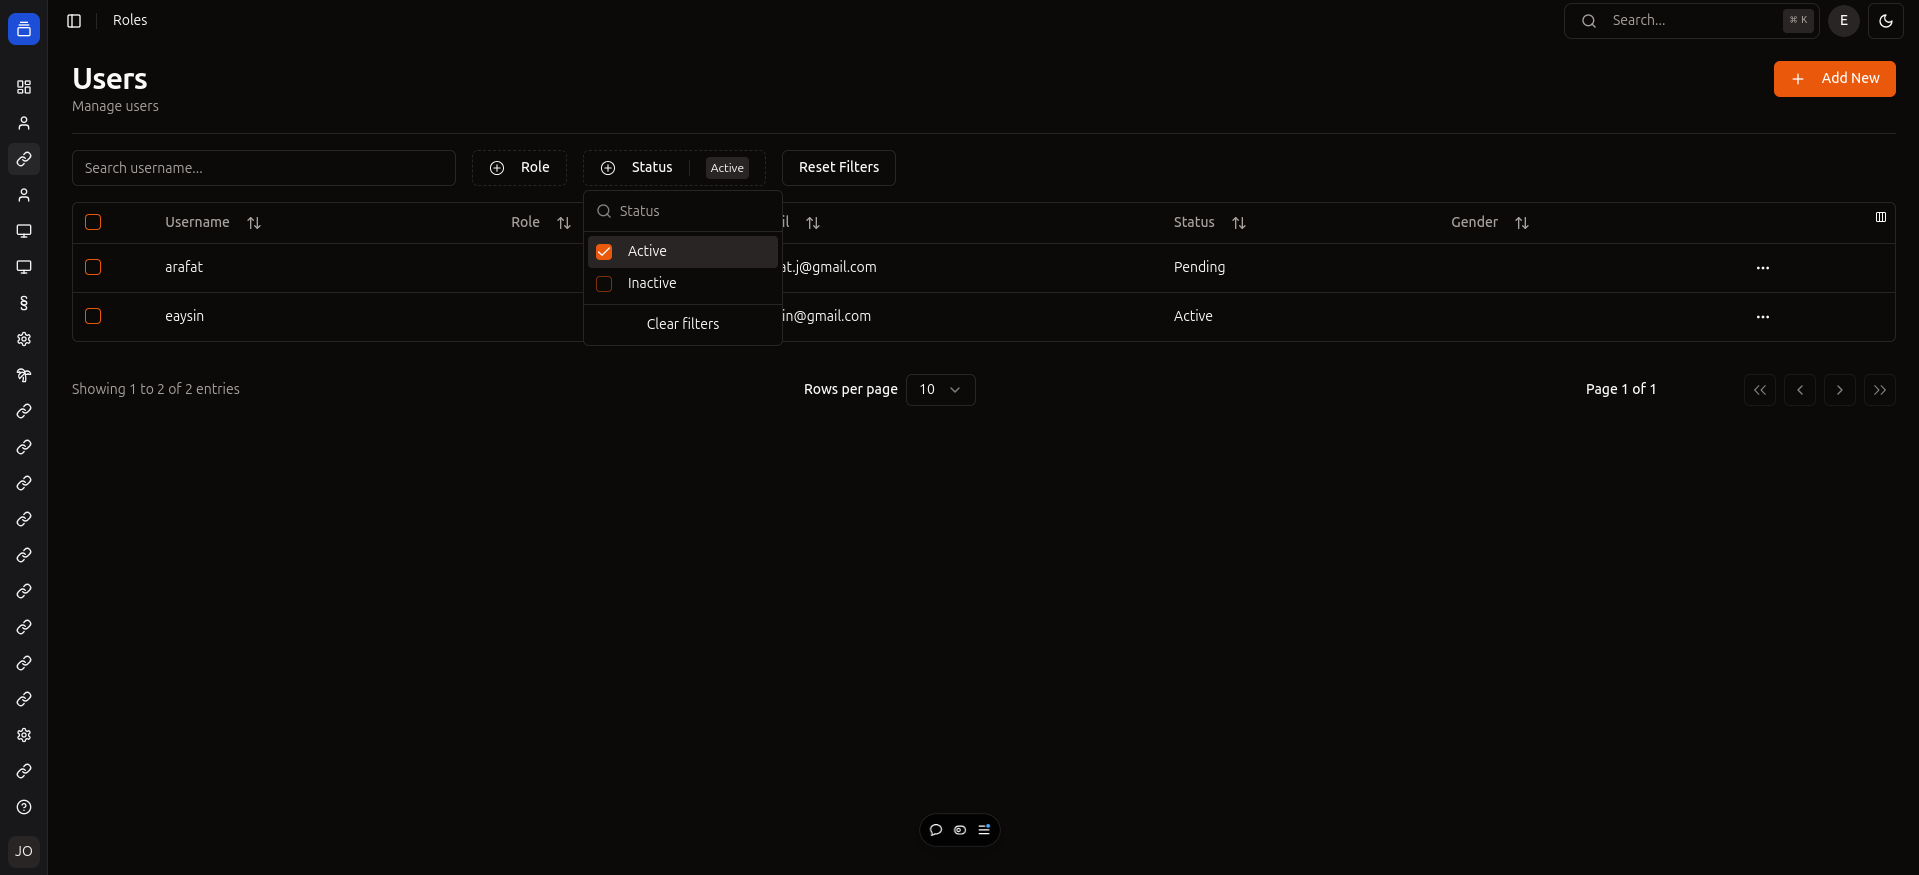 Roles
Search...
⌘ K
E
Users
Manage users
Add New
Search username...
Role
Status
Active
Reset Filters
Status
Active
Inactive
Clear filters
Username
Role
il
Status
Gender
arafat
at.j@gmail.com
Pending
eaysin
in@gmail.com
Active
Showing 1 to 2 of 2 entries
Rows per page
10
Page 1 of 1
JO